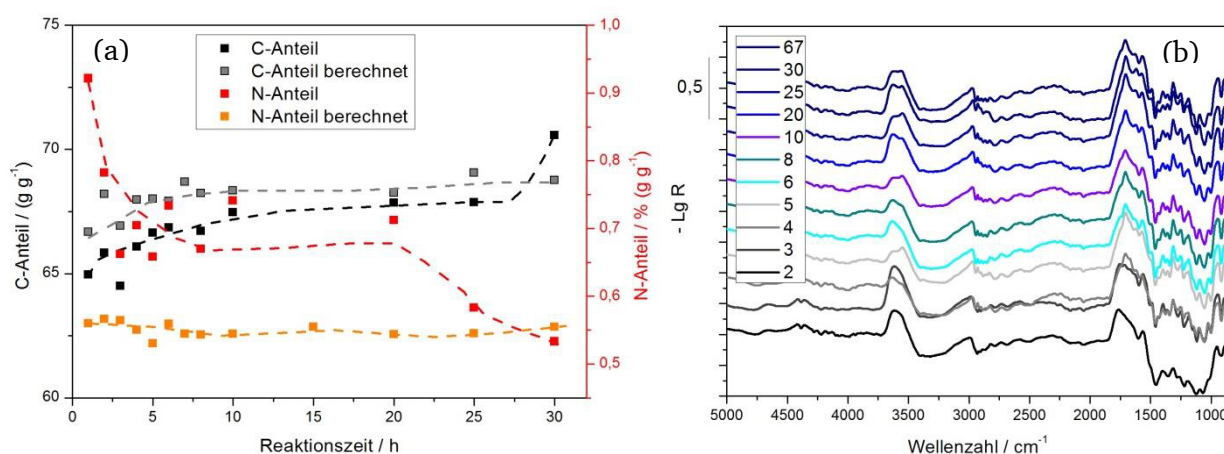 (a)
75
70
65
60
C-Anteil / (g g⁻¹)
C-Anteil
C-Anteil berechnet
N-Anteil
N-Anteil berechnet
1,0
0,9
0,8
0,7
0,6
0,5
N-Anteil / % (g g⁻¹)
0 5 10 15 20 25 30
Reaktionszeit / h
(b)
67
30
25
20
10
8
6
5
4
3
2
0,5
- Lg R
5000 4500 4000 3500 3000 2500 2000 1500 1000
Wellenzahl / cm⁻¹